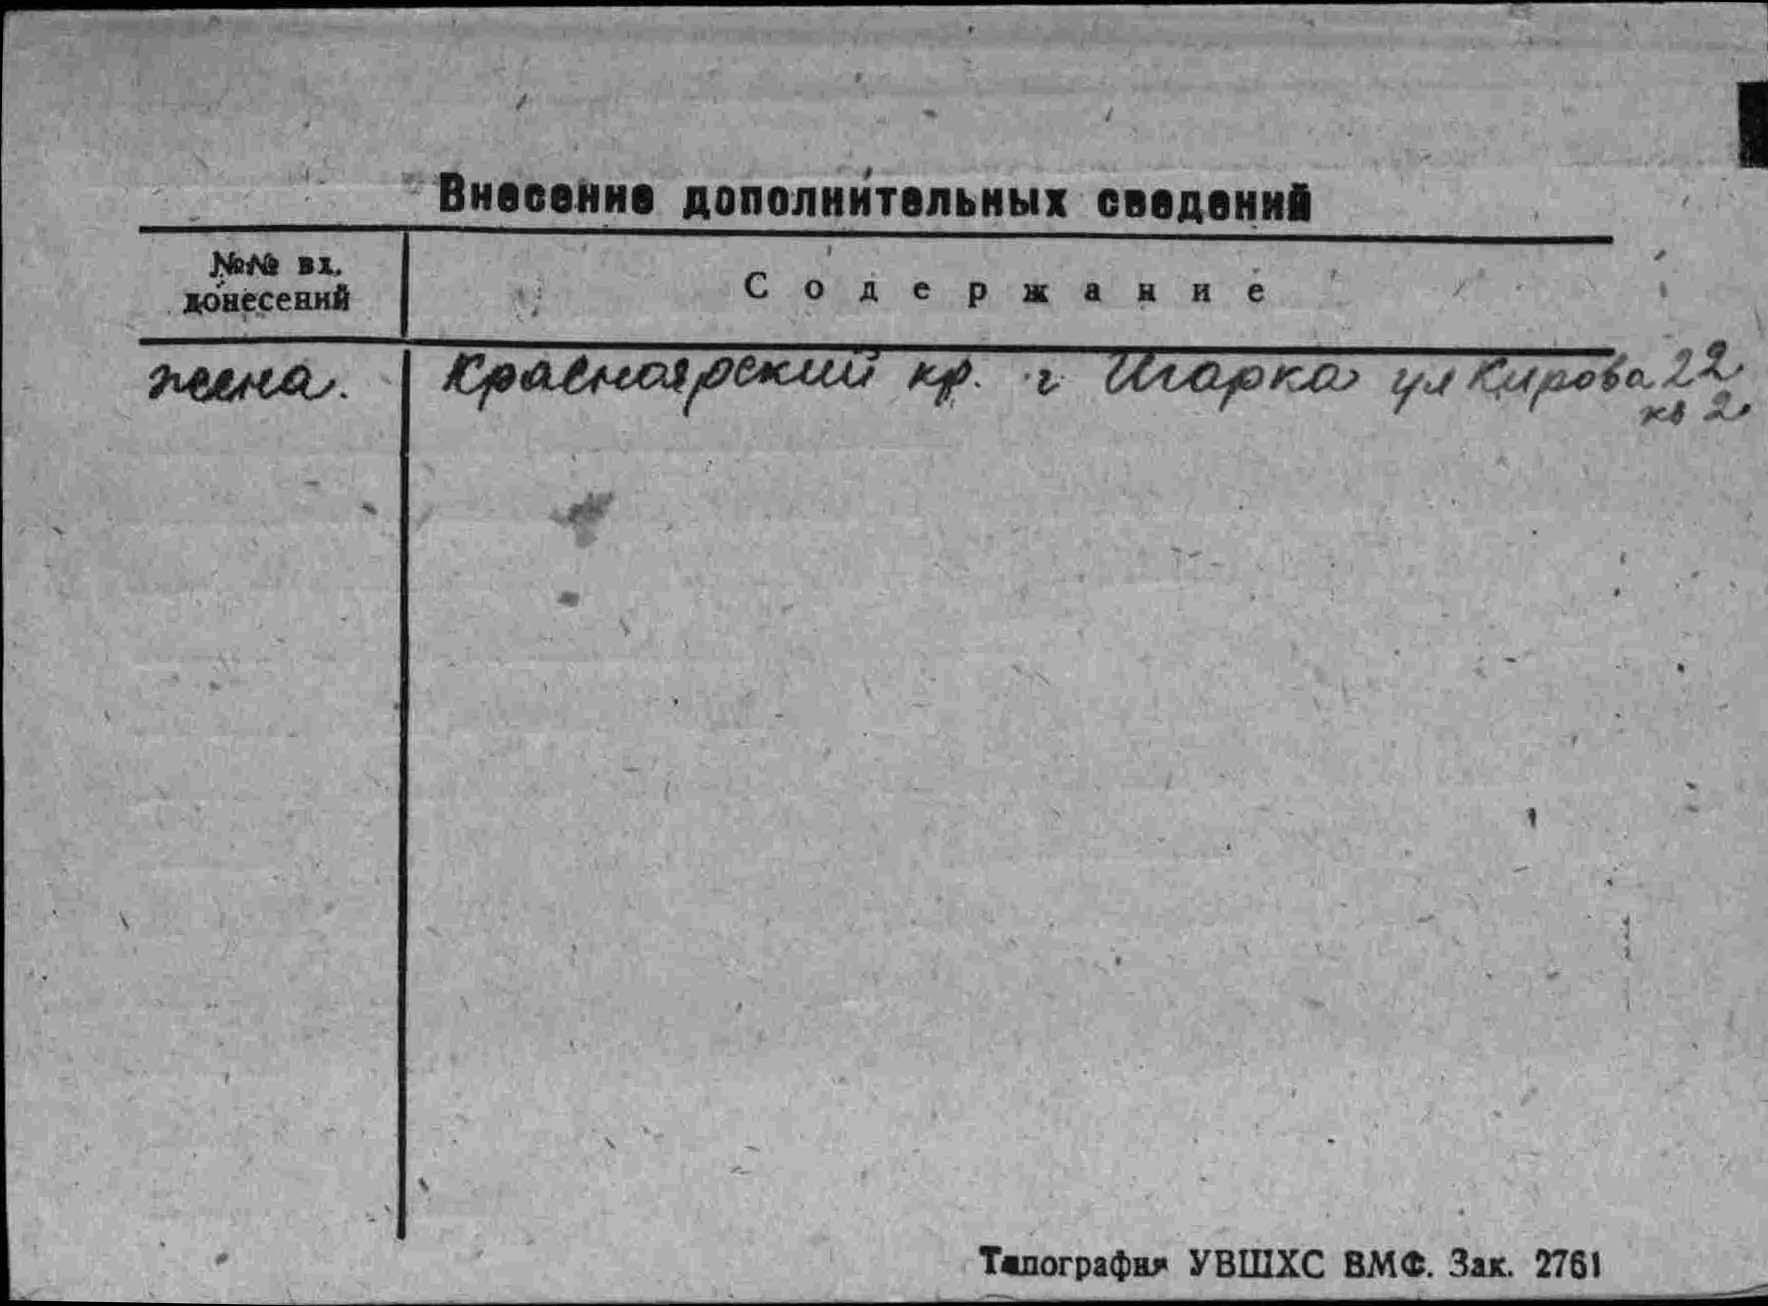 Внесение дополнительных сведений
№№ вх.
донесений
Содержание
жена.
Красноярский кр. г Игарка ул Кирова 22
кв 2
Типография УВШХС ВМФ. Зак. 2761